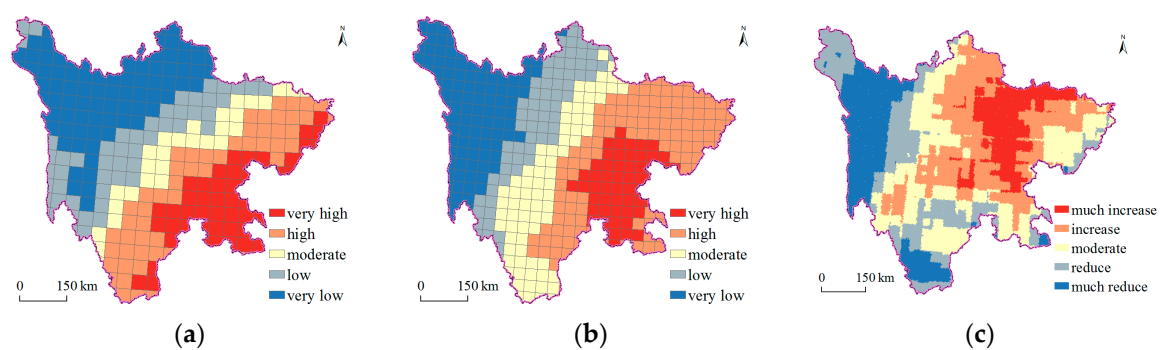 N
very high
high
moderate
low
very low
0 150 km
(a)
N
very high
high
moderate
low
very low
0 150 km
(b)
N
much increase
increase
moderate
reduce
much reduce
0 150 km
(c)